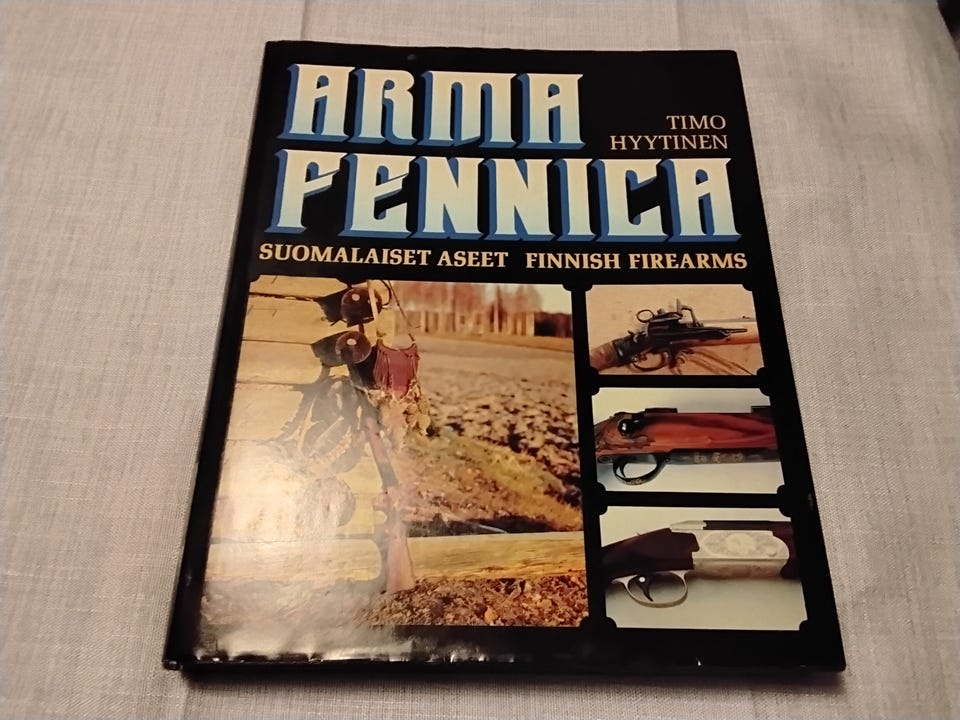 ARMA
TIMO
HYYTINEN
FENNICA
SUOMALAISET ASEET FINNISH FIREARMS